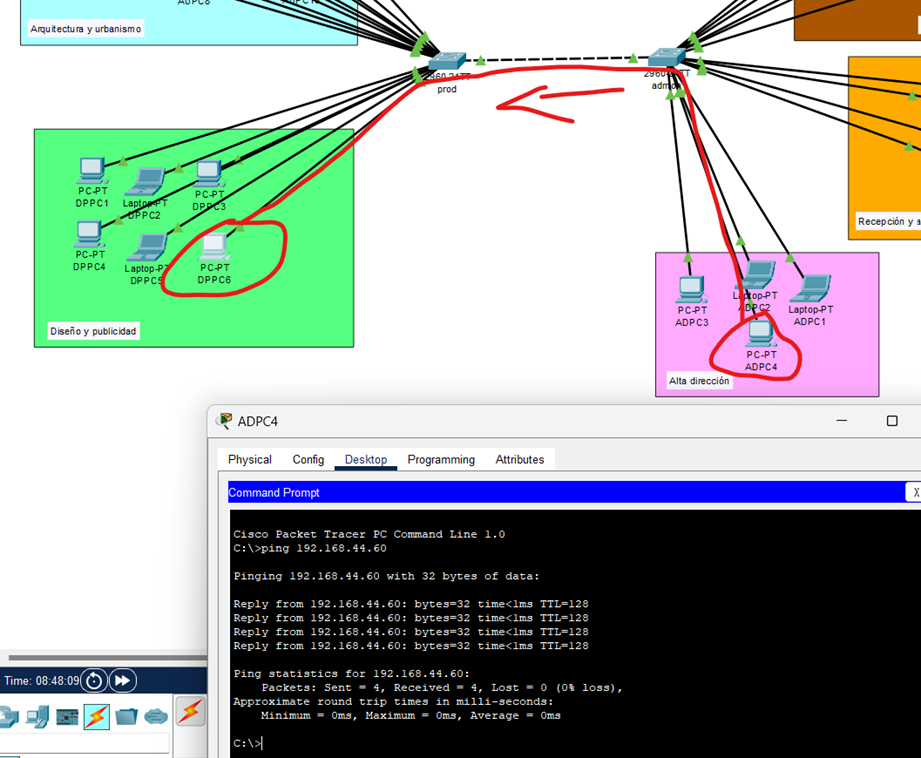 Arquitectura y urbanismo
prod
PC-PT
DPPC1
Laptop-PT
DPPC2
PC-PT
DPPC3
PC-PT
DPPC4
Laptop-PT
DPPC5
PC-PT
DPPC6
Diseño y publicidad
Recepción y a
PC-PT
ADPC3
Laptop-PT
ADPC2
Laptop-PT
ADPC1
PC-PT
ADPC4
Alta dirección
ADPC4
Physical Config Desktop Programming Attributes
Command Prompt
X
Cisco Packet Tracer PC Command Line 1.0
C:\>ping 192.168.44.60
Pinging 192.168.44.60 with 32 bytes of data:
Reply from 192.168.44.60: bytes=32 time<1ms TTL=128
Reply from 192.168.44.60: bytes=32 time<1ms TTL=128
Reply from 192.168.44.60: bytes=32 time<1ms TTL=128
Reply from 192.168.44.60: bytes=32 time<1ms TTL=128
Ping statistics for 192.168.44.60:
Packets: Sent = 4, Received = 4, Lost = 0 (0% loss),
Approximate round trip times in milli-seconds:
Minimum = 0ms, Maximum = 0ms, Average = 0ms
C:\>
Time: 08:48:09